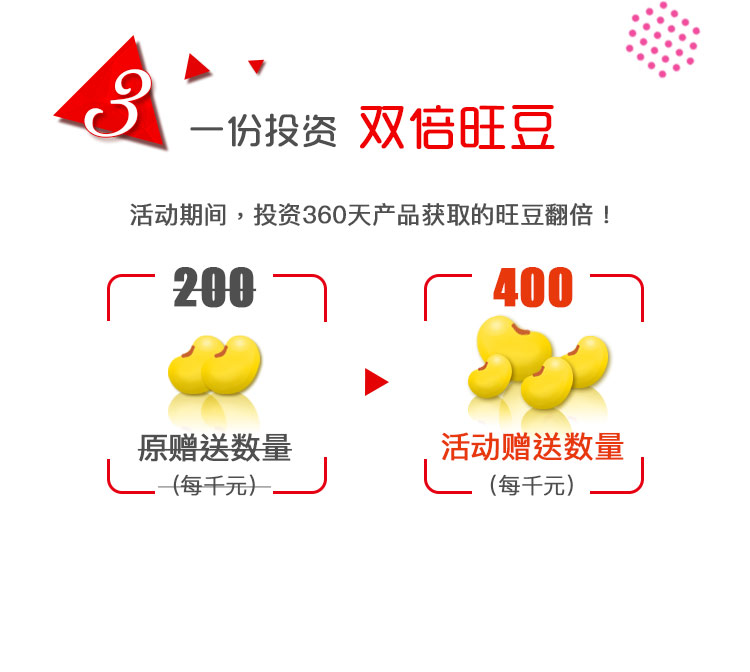 3
一份投资 双倍旺豆
活动期间，投资360天产品获取的旺豆翻倍！
200
原赠送数量
（每千元）
400
活动赠送数量
（每千元）